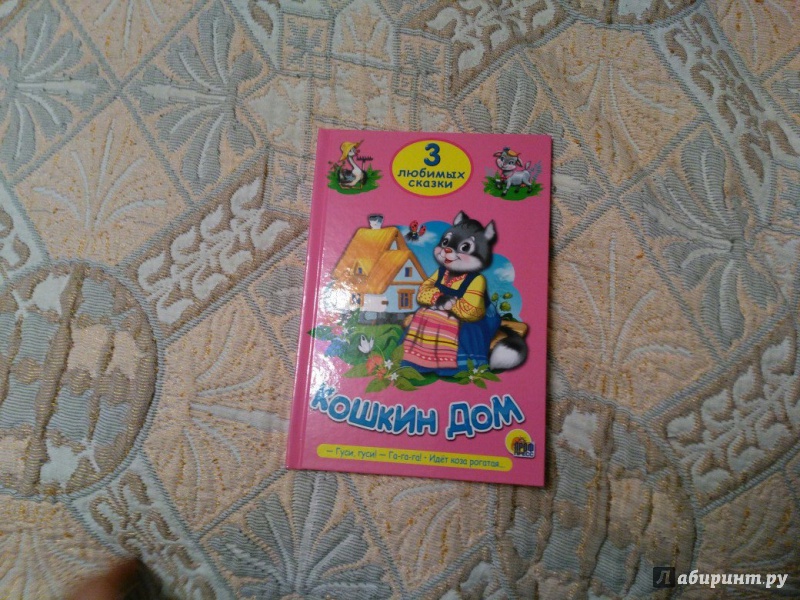 3
любимых
сказки
Кошкин дом
— Гуси, гуси! — Га-га-га! • Идёт коза рогатая...
Лабиринт.ру